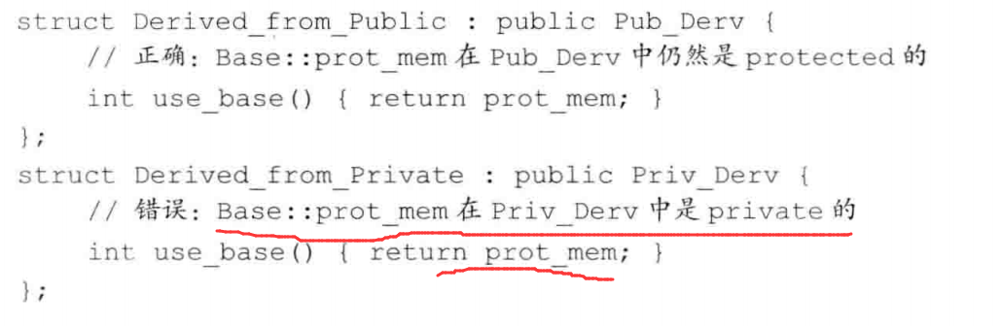 struct Derived_from_Public : public Pub_Derv {
    // 正确：Base::prot_mem 在 Pub_Derv 中仍然是 protected 的
    int use_base() { return prot_mem; }
};
struct Derived_from_Private : public Priv_Derv {
    // 错误：Base::prot_mem 在 Priv_Derv 中是 private 的
    int use_base() { return prot_mem; }
};